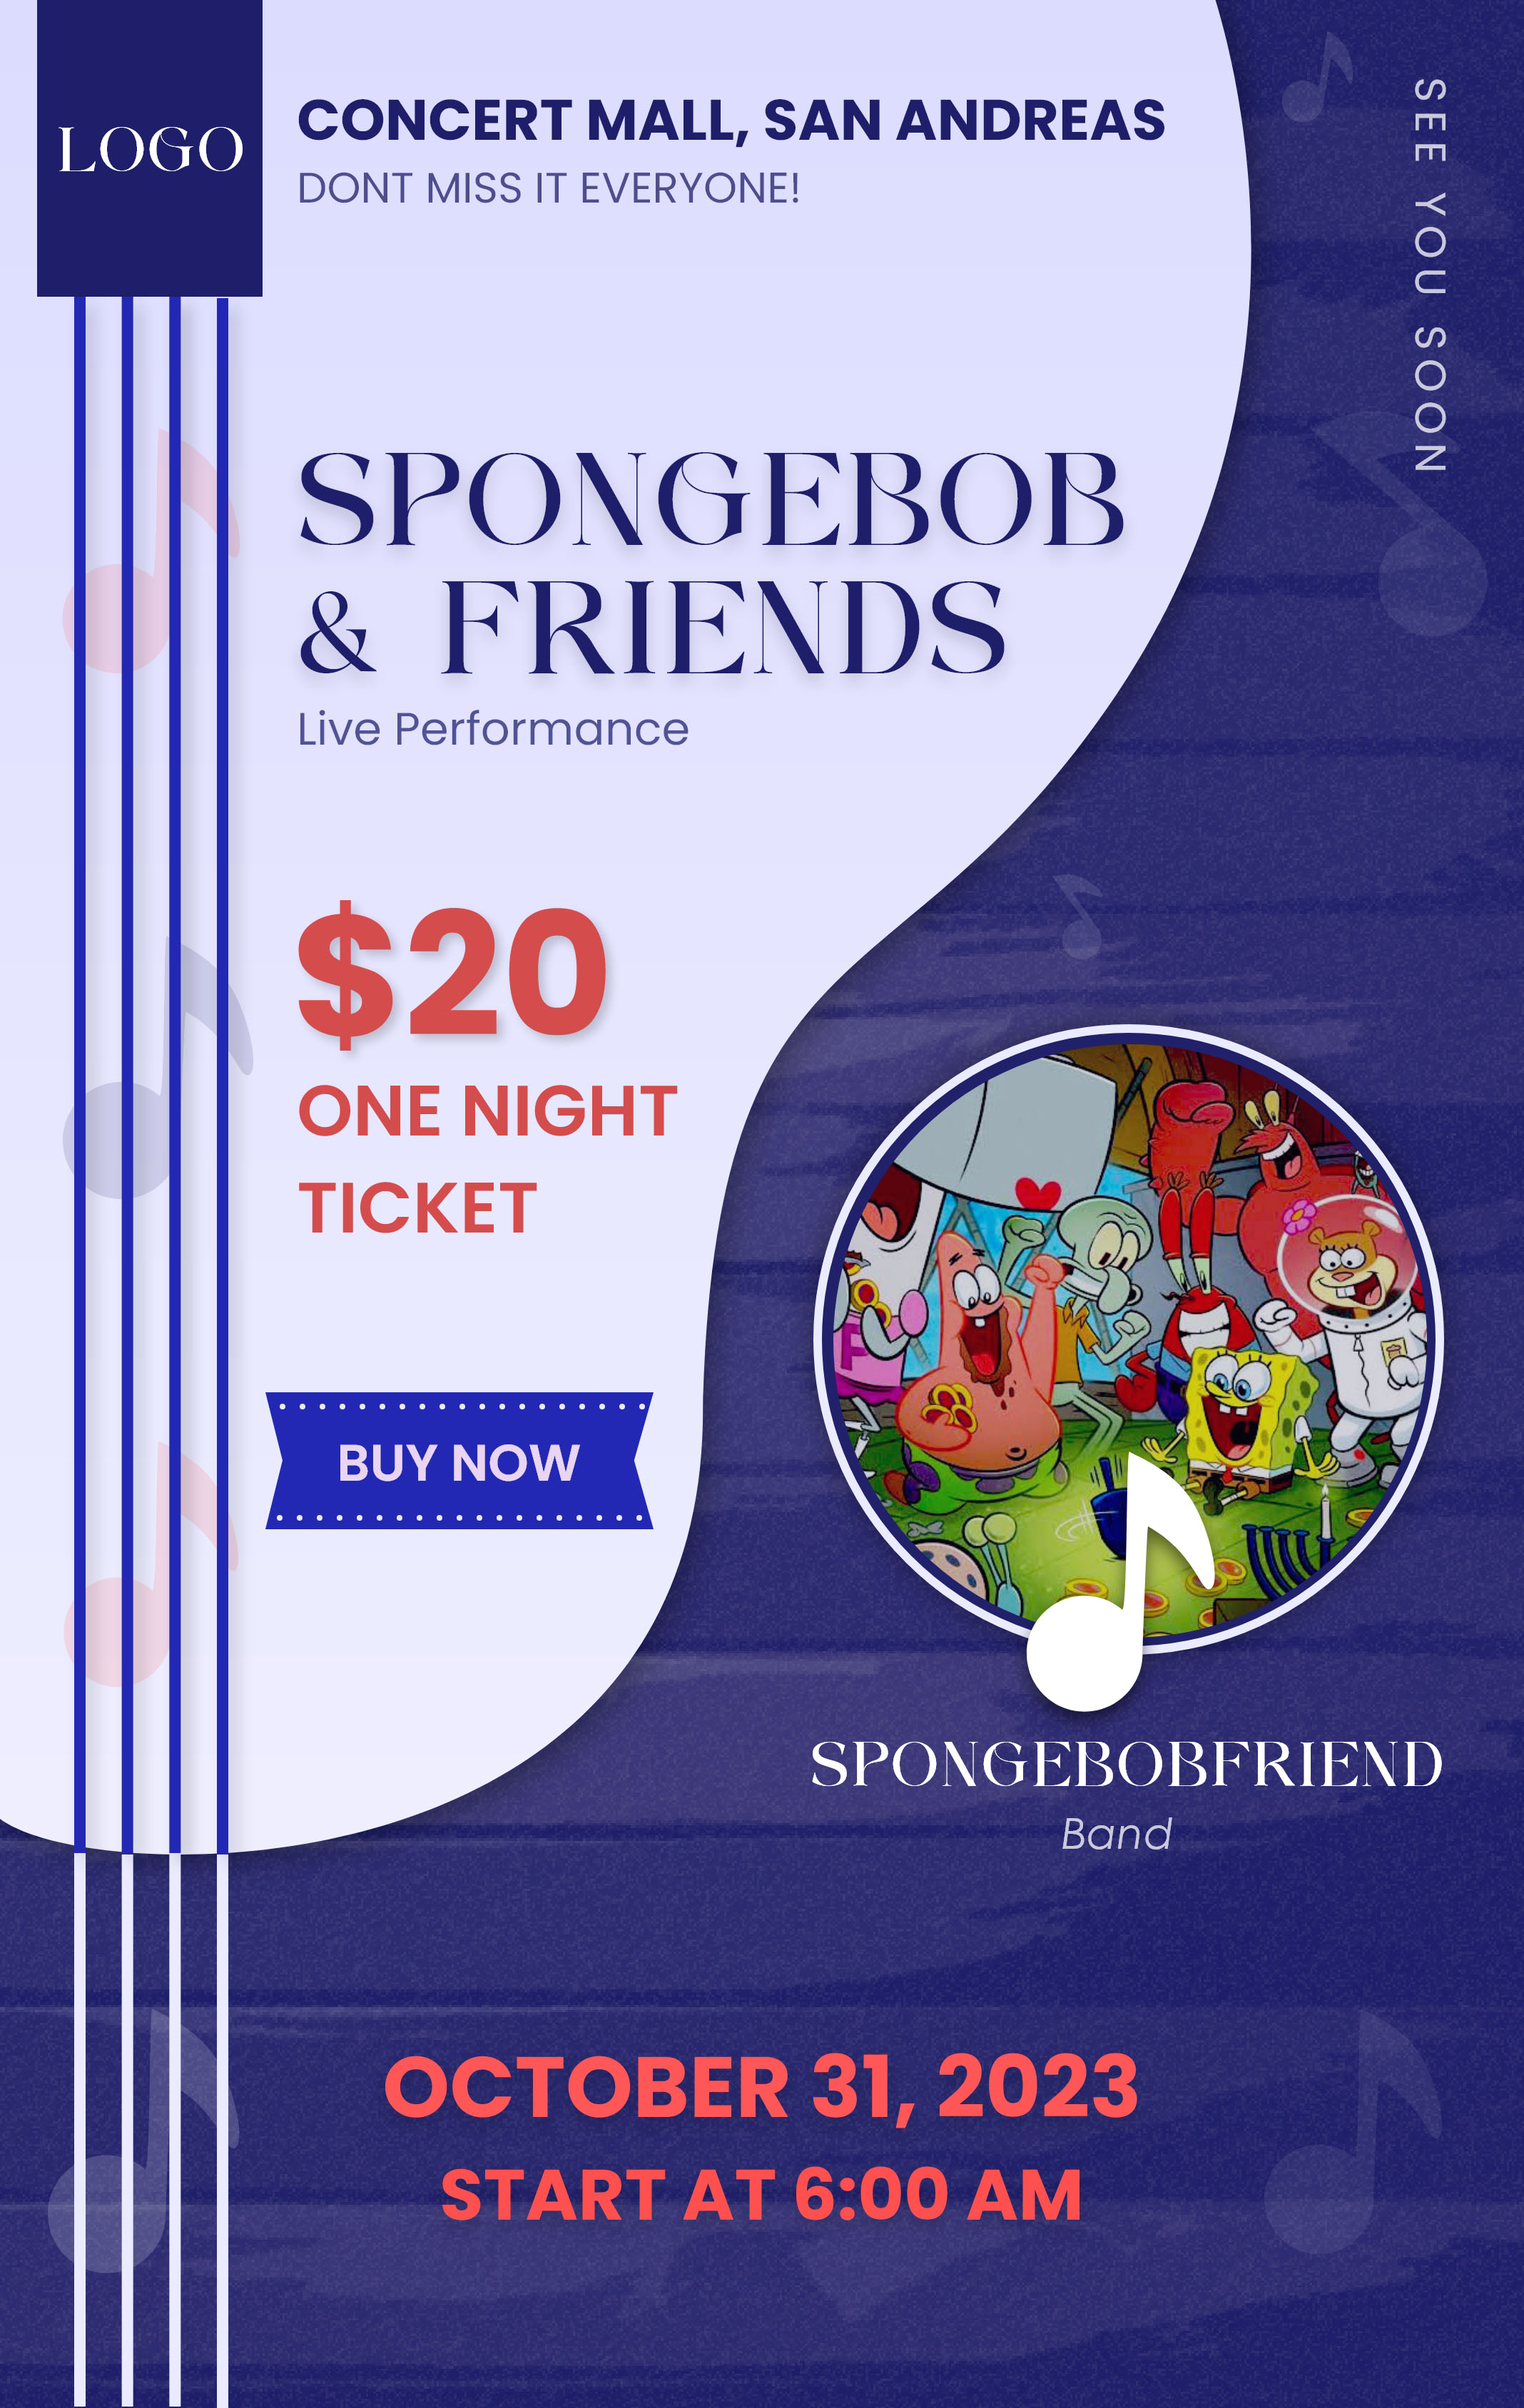 LOGO
CONCERT MALL, SAN ANDREAS
DONT MISS IT EVERYONE!
SEE YOU SOON
SPONGEBOB
& FRIENDS
Live Performance
$20
ONE NIGHT
TICKET
BUY NOW
SPONGEBOBFRIEND
Band
OCTOBER 31, 2023
START AT 6:00 AM